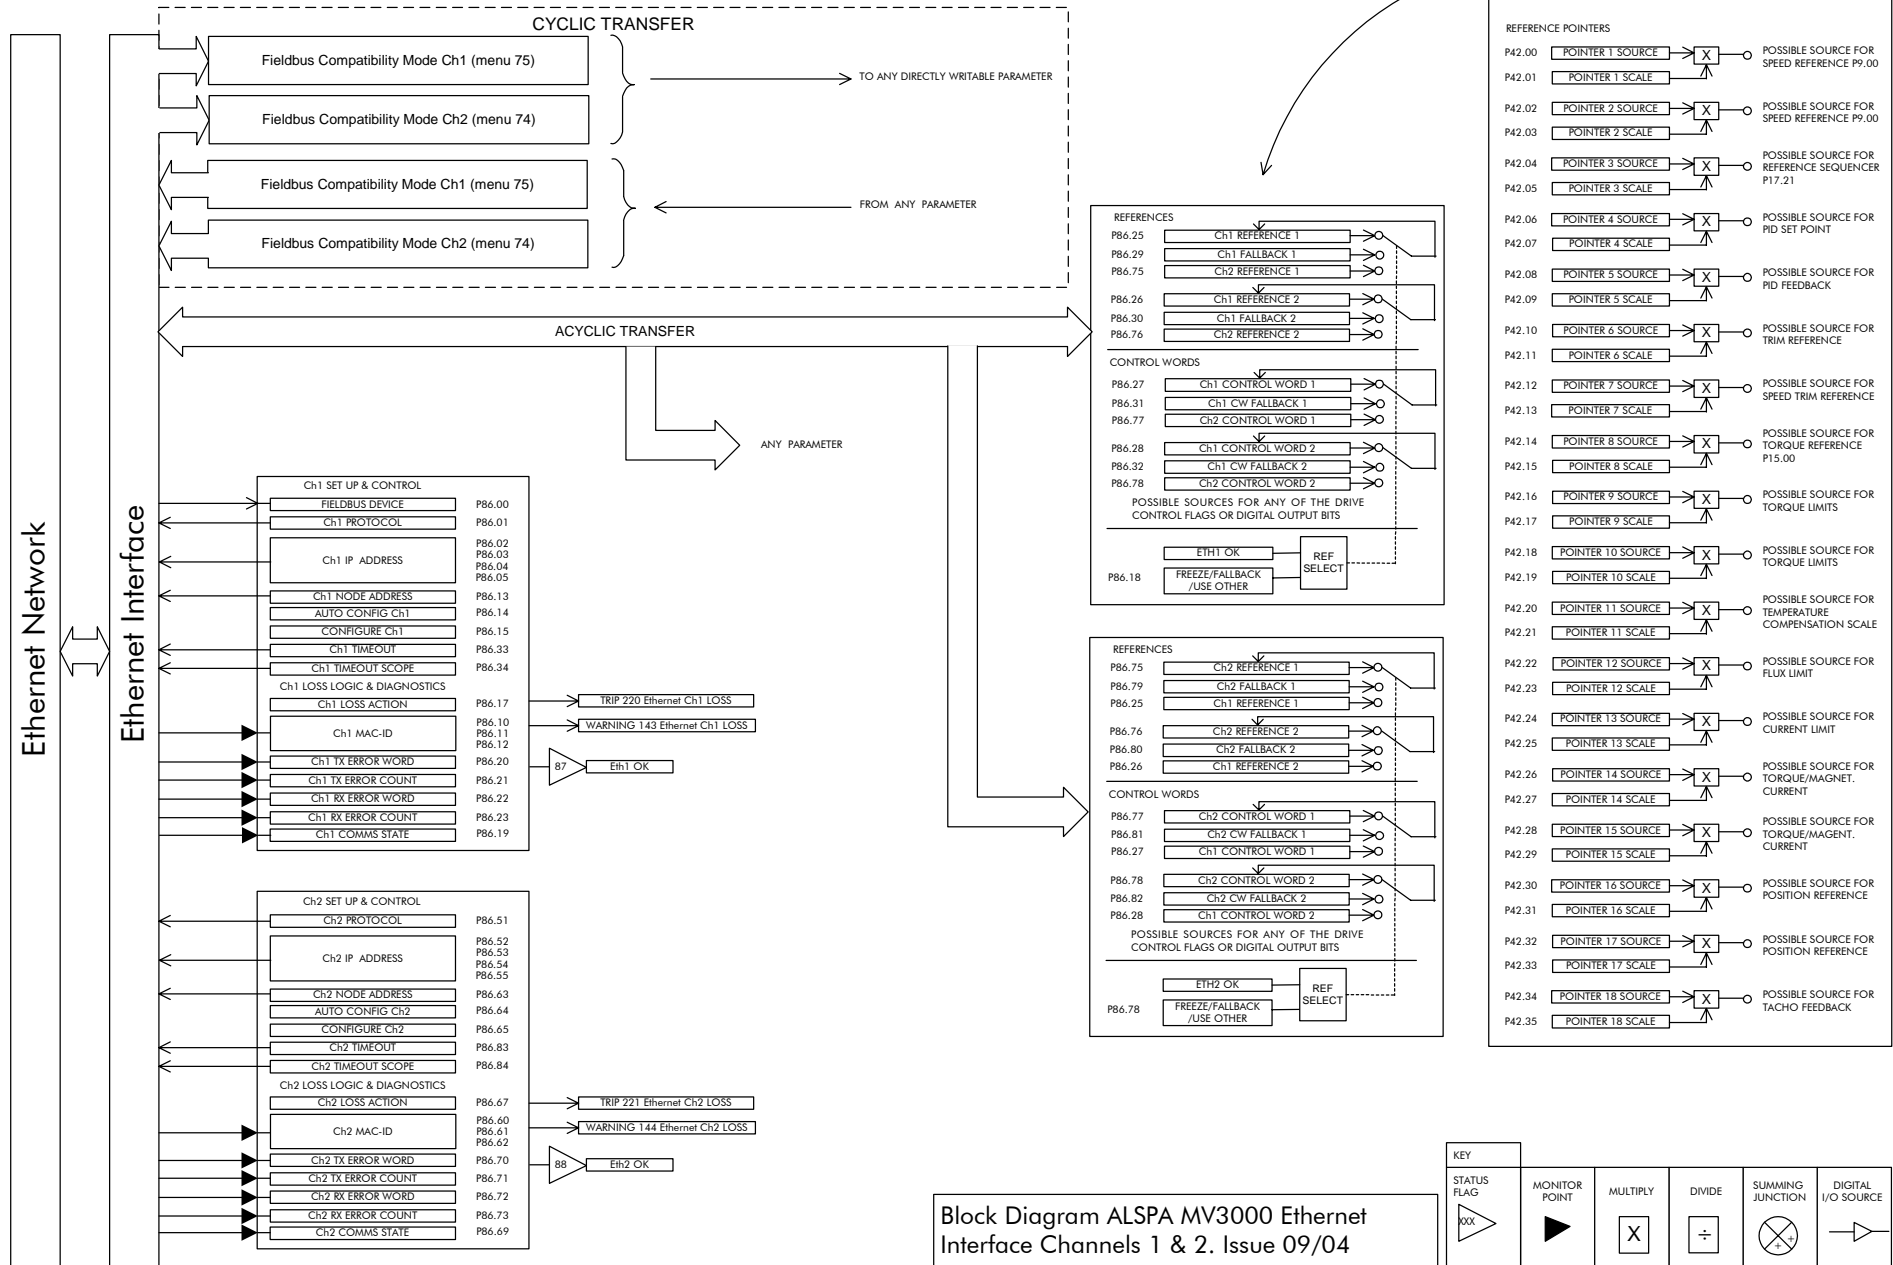 Ethernet Network
Ethernet Interface
CYCLIC TRANSFER
Fieldbus Compatibility Mode Ch1 (menu 75)
Fieldbus Compatibility Mode Ch2 (menu 74)
TO ANY DIRECTLY WRITABLE PARAMETER
Fieldbus Compatibility Mode Ch1 (menu 75)
Fieldbus Compatibility Mode Ch2 (menu 74)
FROM ANY PARAMETER
ACYCLIC TRANSFER
ANY PARAMETER
Ch1 SET UP & CONTROL
FIELDBUS DEVICE P86.00
Ch1 PROTOCOL P86.01
Ch1 IP ADDRESS
P86.02
P86.03
P86.04
P86.05
Ch1 NODE ADDRESS P86.13
AUTO CONFIG Ch1 P86.14
CONFIGURE Ch1 P86.15
Ch1 TIMEOUT P86.33
Ch1 TIMEOUT SCOPE P86.34
Ch1 LOSS LOGIC & DIAGNOSTICS
Ch1 LOSS ACTION P86.17
Ch1 MAC-ID
P86.10
P86.11
P86.12
Ch1 TX ERROR WORD P86.20
Ch1 TX ERROR COUNT P86.21
Ch1 RX ERROR WORD P86.22
Ch1 RX ERROR COUNT P86.23
Ch1 COMMS STATE P86.19
TRIP 220 Ethernet Ch1 LOSS
WARNING 143 Ethernet Ch1 LOSS
87 Eth1 OK
Ch2 SET UP & CONTROL
Ch2 PROTOCOL P86.51
Ch2 IP ADDRESS
P86.52
P86.53
P86.54
P86.55
Ch2 NODE ADDRESS P86.63
AUTO CONFIG Ch2 P86.64
CONFIGURE Ch2 P86.65
Ch2 TIMEOUT P86.83
Ch2 TIMEOUT SCOPE P86.84
Ch2 LOSS LOGIC & DIAGNOSTICS
Ch2 LOSS ACTION P86.67
Ch2 MAC-ID
P86.60
P86.61
P86.62
Ch2 TX ERROR WORD P86.70
Ch2 TX ERROR COUNT P86.71
Ch2 RX ERROR WORD P86.72
Ch2 RX ERROR COUNT P86.73
Ch2 COMMS STATE P86.69
TRIP 221 Ethernet Ch2 LOSS
WARNING 144 Ethernet Ch2 LOSS
88 Eth2 OK
REFERENCES
P86.25 Ch1 REFERENCE 1
P86.29 Ch1 FALLBACK 1
P86.75 Ch2 REFERENCE 1
P86.26 Ch1 REFERENCE 2
P86.30 Ch1 FALLBACK 2
P86.76 Ch2 REFERENCE 2
CONTROL WORDS
P86.27 Ch1 CONTROL WORD 1
P86.31 Ch1 CW FALLBACK 1
P86.77 Ch2 CONTROL WORD 1
P86.28 Ch1 CONTROL WORD 2
P86.32 Ch1 CW FALLBACK 2
P86.78 Ch2 CONTROL WORD 2
POSSIBLE SOURCES FOR ANY OF THE DRIVE
CONTROL FLAGS OR DIGITAL OUTPUT BITS
ETH1 OK
P86.18 FREEZE/FALLBACK
/USE OTHER
REF
SELECT
REFERENCES
P86.75 Ch2 REFERENCE 1
P86.79 Ch2 FALLBACK 1
P86.25 Ch1 REFERENCE 1
P86.76 Ch2 REFERENCE 2
P86.80 Ch2 FALLBACK 2
P86.26 Ch1 REFERENCE 2
CONTROL WORDS
P86.77 Ch2 CONTROL WORD 1
P86.81 Ch2 CW FALLBACK 1
P86.27 Ch1 CONTROL WORD 1
P86.78 Ch2 CONTROL WORD 2
P86.82 Ch2 CW FALLBACK 2
P86.28 Ch1 CONTROL WORD 2
POSSIBLE SOURCES FOR ANY OF THE DRIVE
CONTROL FLAGS OR DIGITAL OUTPUT BITS
ETH2 OK
P86.78 FREEZE/FALLBACK
/USE OTHER
REF
SELECT
REFERENCE POINTERS
P42.00 POINTER 1 SOURCE X
P42.01 POINTER 1 SCALE
POSSIBLE SOURCE FOR
SPEED REFERENCE P9.00
P42.02 POINTER 2 SOURCE X
P42.03 POINTER 2 SCALE
POSSIBLE SOURCE FOR
SPEED REFERENCE P9.00
P42.04 POINTER 3 SOURCE X
P42.05 POINTER 3 SCALE
POSSIBLE SOURCE FOR
REFERENCE SEQUENCER
P17.21
P42.06 POINTER 4 SOURCE X
P42.07 POINTER 4 SCALE
POSSIBLE SOURCE FOR
PID SET POINT
P42.08 POINTER 5 SOURCE X
P42.09 POINTER 5 SCALE
POSSIBLE SOURCE FOR
PID FEEDBACK
P42.10 POINTER 6 SOURCE X
P42.11 POINTER 6 SCALE
POSSIBLE SOURCE FOR
TRIM REFERENCE
P42.12 POINTER 7 SOURCE X
P42.13 POINTER 7 SCALE
POSSIBLE SOURCE FOR
SPEED TRIM REFERENCE
P42.14 POINTER 8 SOURCE X
P42.15 POINTER 8 SCALE
POSSIBLE SOURCE FOR
TORQUE REFERENCE
P15.00
P42.16 POINTER 9 SOURCE X
P42.17 POINTER 9 SCALE
POSSIBLE SOURCE FOR
TORQUE LIMITS
P42.18 POINTER 10 SOURCE X
P42.19 POINTER 10 SCALE
POSSIBLE SOURCE FOR
TORQUE LIMITS
P42.20 POINTER 11 SOURCE X
P42.21 POINTER 11 SCALE
POSSIBLE SOURCE FOR
TEMPERATURE
COMPENSATION SCALE
P42.22 POINTER 12 SOURCE X
P42.23 POINTER 12 SCALE
POSSIBLE SOURCE FOR
FLUX LIMIT
P42.24 POINTER 13 SOURCE X
P42.25 POINTER 13 SCALE
POSSIBLE SOURCE FOR
CURRENT LIMIT
P42.26 POINTER 14 SOURCE X
P42.27 POINTER 14 SCALE
POSSIBLE SOURCE FOR
TORQUE/MAGNET.
CURRENT
P42.28 POINTER 15 SOURCE X
P42.29 POINTER 15 SCALE
POSSIBLE SOURCE FOR
TORQUE/MAGENT.
CURRENT
P42.30 POINTER 16 SOURCE X
P42.31 POINTER 16 SCALE
POSSIBLE SOURCE FOR
POSITION REFERENCE
P42.32 POINTER 17 SOURCE X
P42.33 POINTER 17 SCALE
POSSIBLE SOURCE FOR
POSITION REFERENCE
P42.34 POINTER 18 SOURCE X
P42.35 POINTER 18 SCALE
POSSIBLE SOURCE FOR
TACHO FEEDBACK
Block Diagram ALSPA MV3000 Ethernet
Interface Channels 1 & 2. Issue 09/04
KEY
STATUS
FLAG
XXX
MONITOR
POINT
MULTIPLY
X
DIVIDE
÷
SUMMING
JUNCTION
+
+
DIGITAL
I/O SOURCE